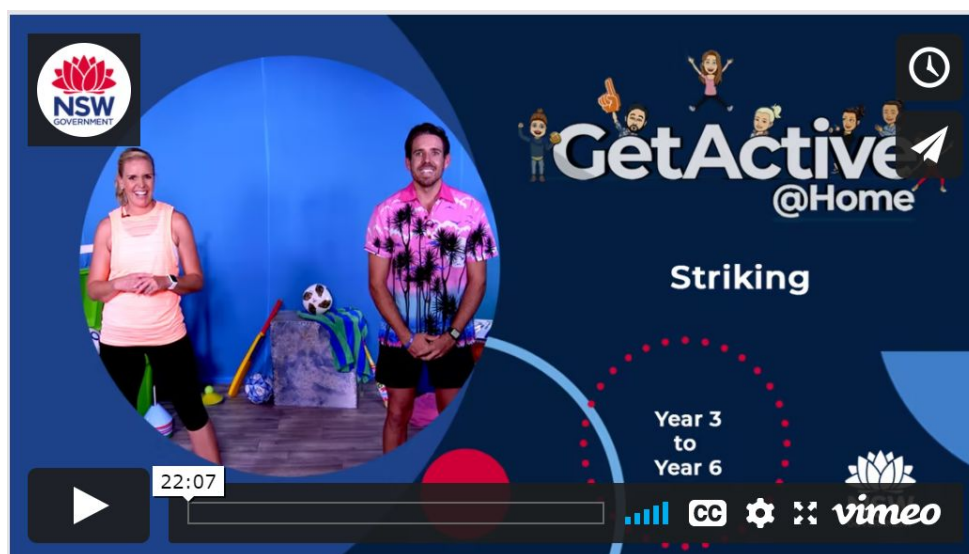 NSW
GOVERNMENT
GetActive
@Home
Striking
Year 3
to
Year 6
22:07
CC
vimeo